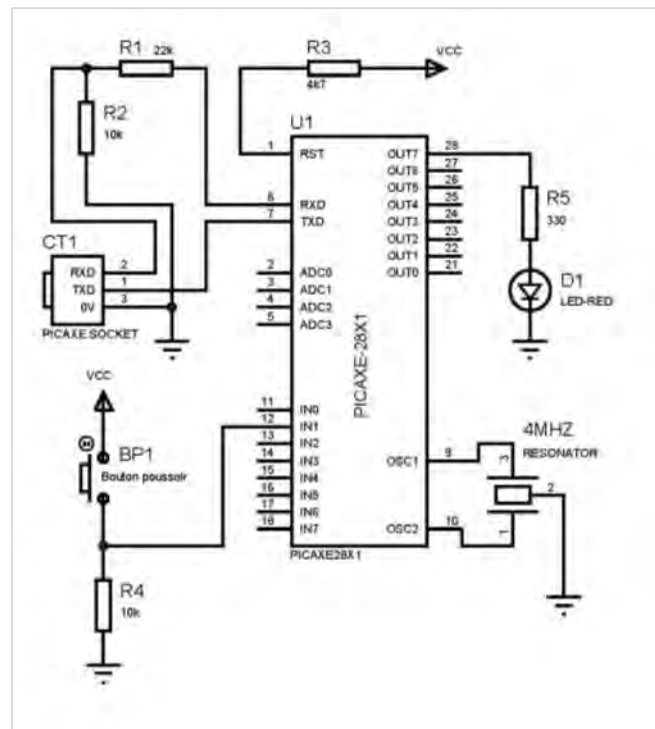 R1 22k
R3
4k7
VCC
R2
10k
U1
1 RST
OUT7 28
OUT6 27
OUT5 26
6 RXD
OUT4 25
7 TXD
OUT3 24
OUT2 23
OUT1 22
OUT0 21
R5
330
CT1
RXD 2
TXD 1
0V 3
PICAXE SOCKET
2 ADC0
3 ADC1
4 ADC2
5 ADC3
D1
LED-RED
PICAXE-28X1
VCC
BP1
Bouton poussoir
11 IN0
12 IN1
13 IN2
14 IN3
15 IN4
16 IN5
17 IN6
18 IN7
OSC1 9
OSC2 10
4MHZ
RESONATOR
3
2
1
PICAXE28X1
R4
10k